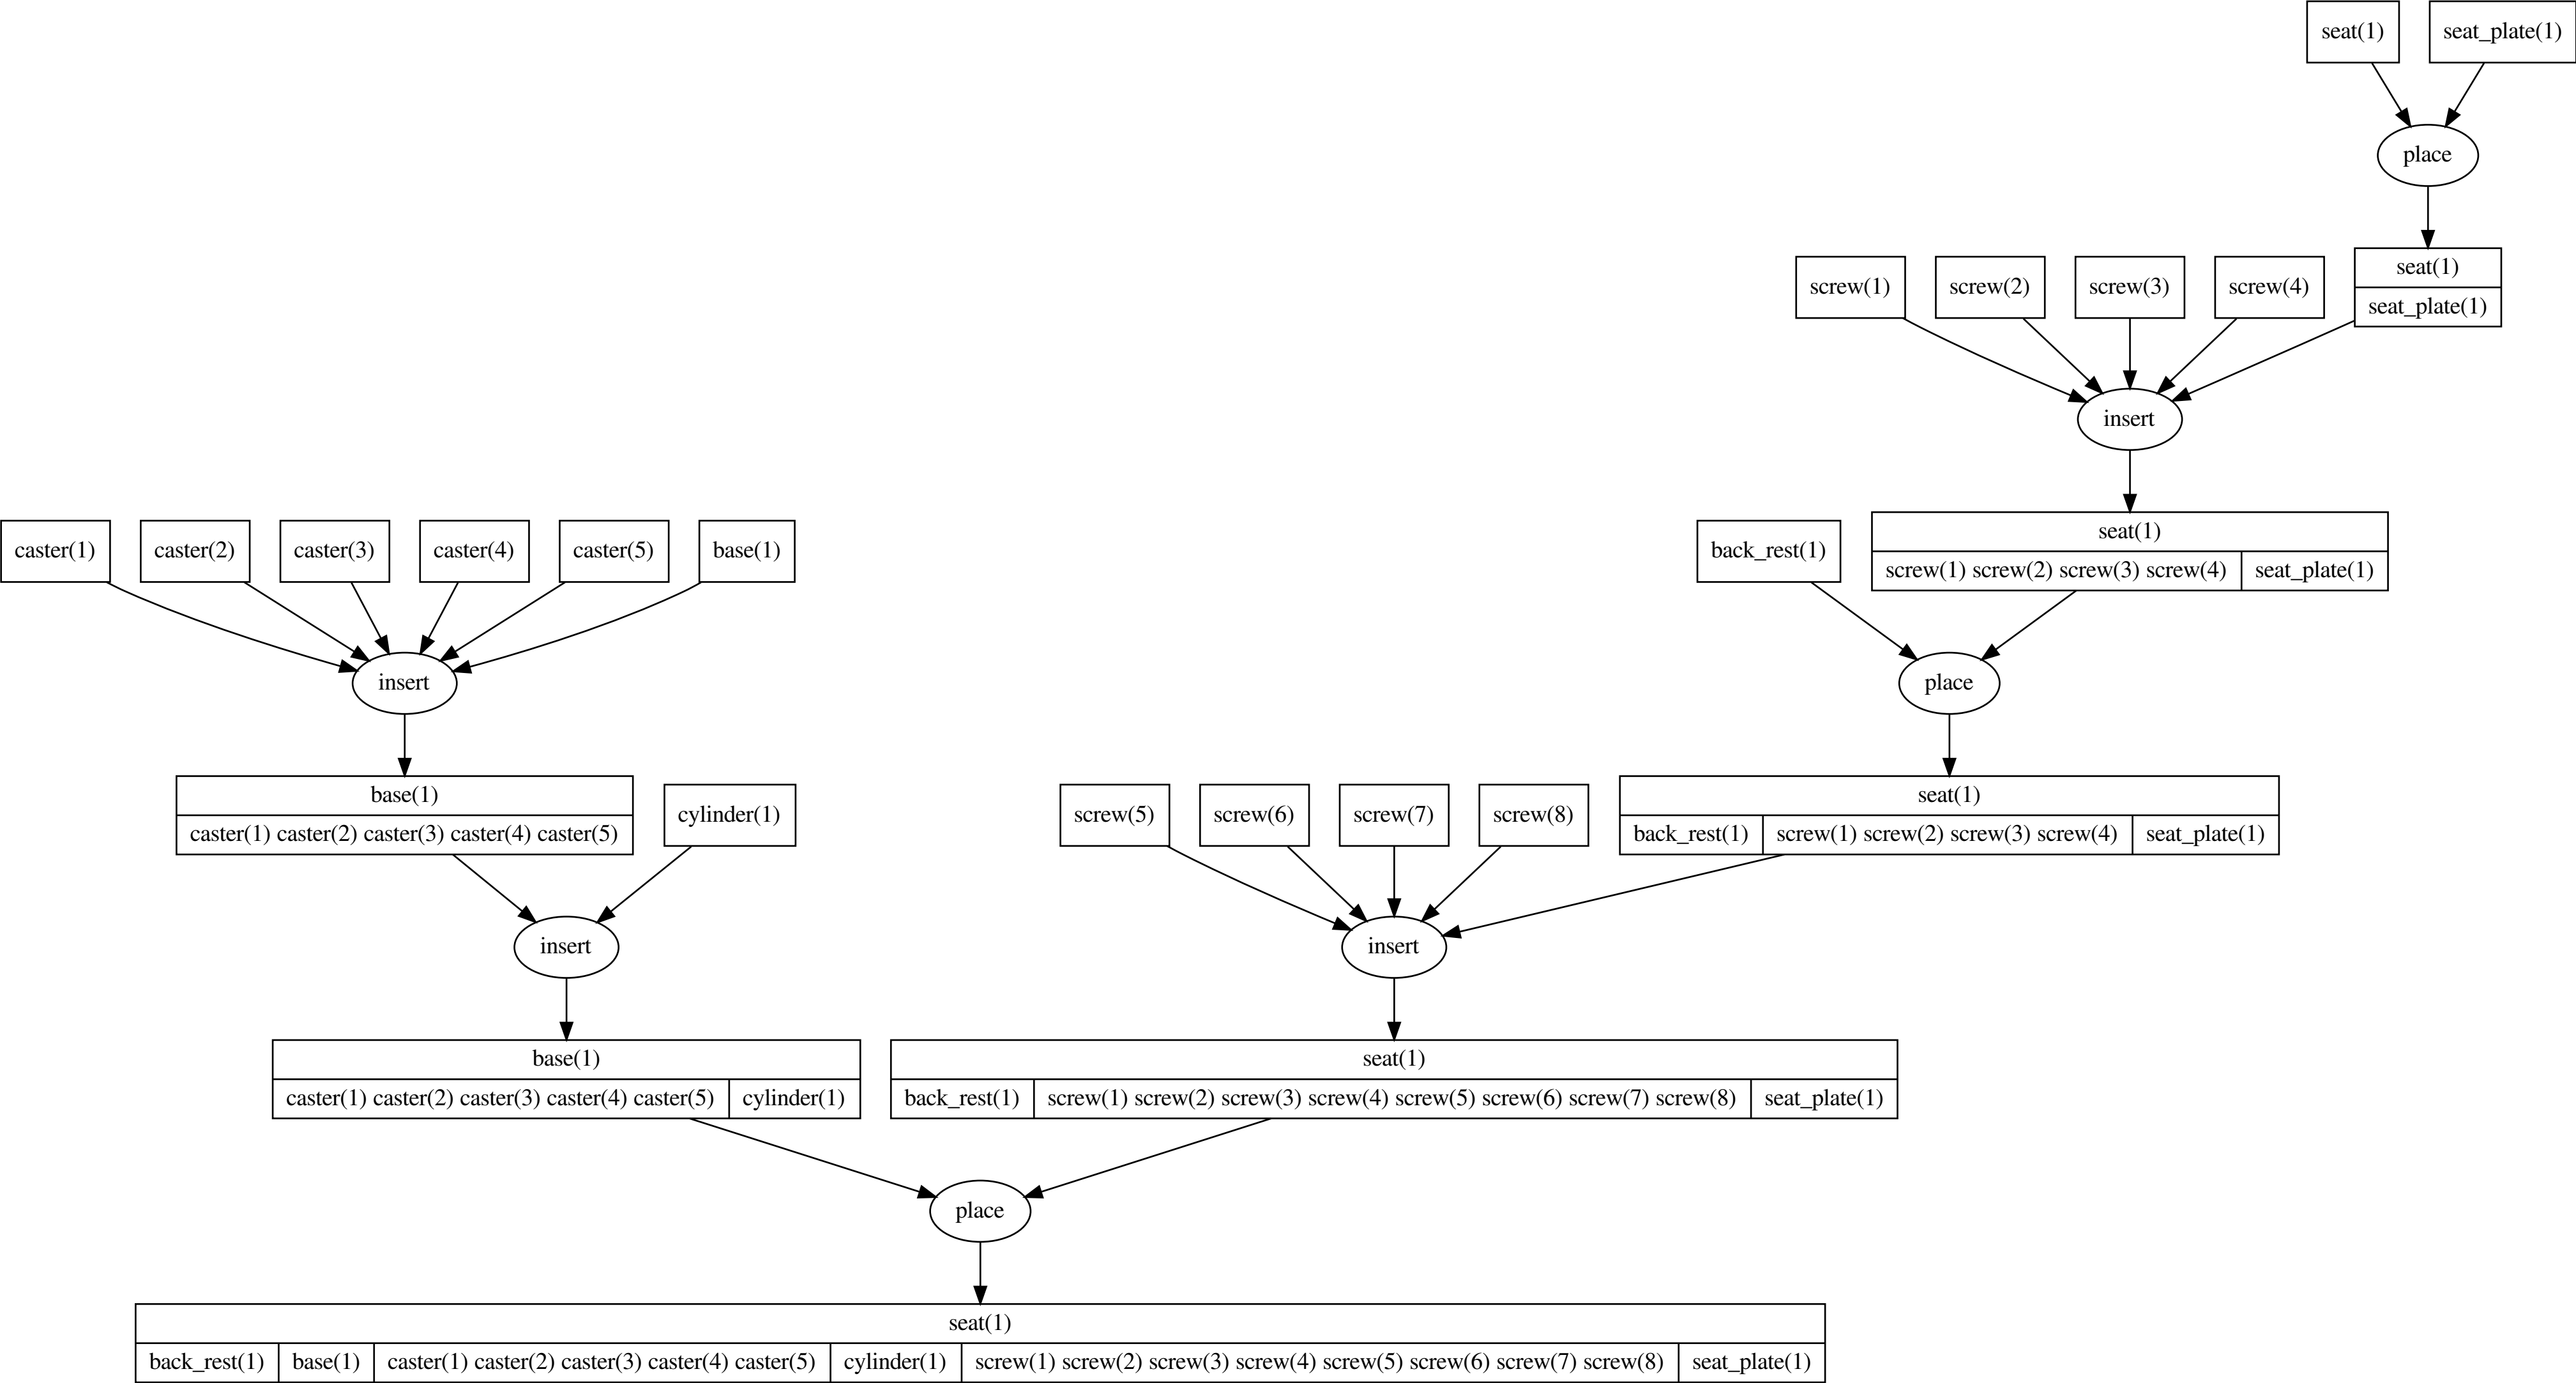 seat(1)
seat_plate(1)
place
seat(1)
seat_plate(1)
screw(1)
screw(2)
screw(3)
screw(4)
insert
seat(1)
screw(1) screw(2) screw(3) screw(4)
seat_plate(1)
back_rest(1)
caster(1)
caster(2)
caster(3)
caster(4)
caster(5)
base(1)
insert
place
base(1)
caster(1) caster(2) caster(3) caster(4) caster(5)
cylinder(1)
screw(5)
screw(6)
screw(7)
screw(8)
seat(1)
back_rest(1)
screw(1) screw(2) screw(3) screw(4)
seat_plate(1)
insert
insert
base(1)
caster(1) caster(2) caster(3) caster(4) caster(5)
cylinder(1)
seat(1)
back_rest(1)
screw(1) screw(2) screw(3) screw(4) screw(5) screw(6) screw(7) screw(8)
seat_plate(1)
place
seat(1)
back_rest(1)
base(1)
caster(1) caster(2) caster(3) caster(4) caster(5)
cylinder(1)
screw(1) screw(2) screw(3) screw(4) screw(5) screw(6) screw(7) screw(8)
seat_plate(1)